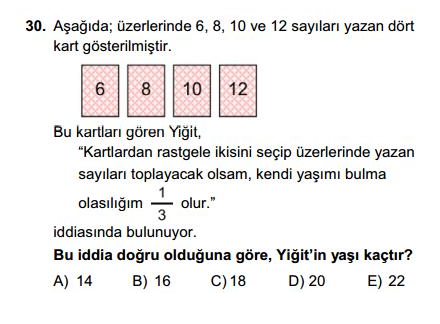 30. Aşağıda; üzerlerinde 6, 8, 10 ve 12 sayıları yazan dört
kart gösterilmiştir.
6 8 10 12
Bu kartları gören Yiğit,
“Kartlardan rastgele ikisini seçip üzerlerinde yazan
sayıları toplayacak olsam, kendi yaşımı bulma
olasılığım 1/3 olur.”
iddiasında bulunuyor.
Bu iddia doğru olduğuna göre, Yiğit’in yaşı kaçtır?
A) 14 B) 16 C) 18 D) 20 E) 22